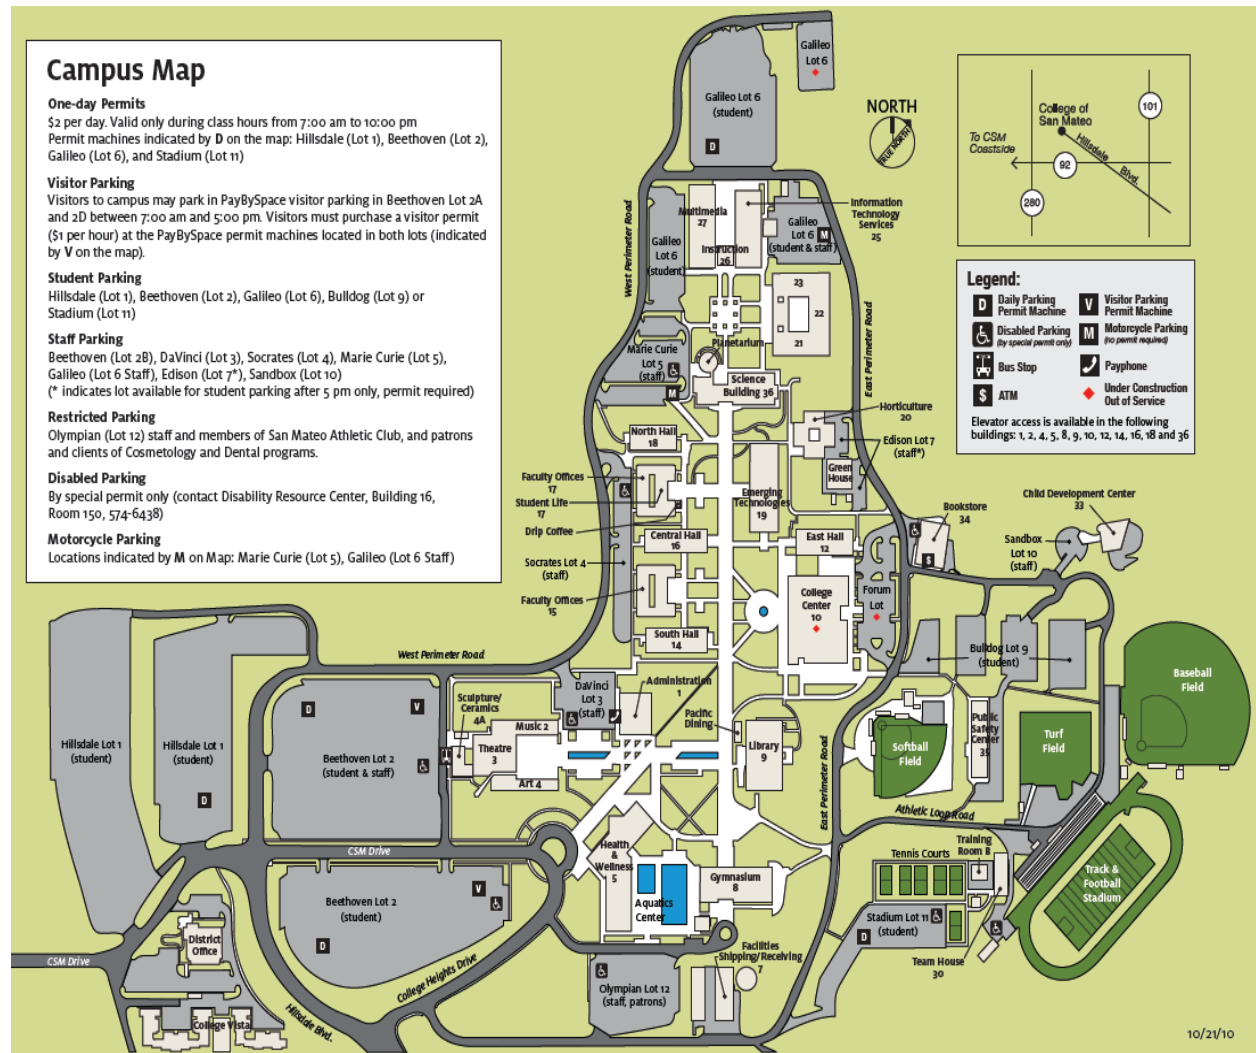 Campus Map
One-day Permits
$2 per day. Valid only during class hours from 7:00 am to 10:00 pm
Permit machines indicated by D on the map: Hillsdale (Lot 1), Beethoven (Lot 2),
Galileo (Lot 6), and Stadium (Lot 11)
Visitor Parking
Visitors to campus may park in PayBySpace visitor parking in Beethoven Lot 2A
and 2D between 7:00 am and 5:00 pm. Visitors must purchase a visitor permit
($1 per hour) at the PayBySpace permit machines located in both lots (indicated
by V on the map).
Student Parking
Hillsdale (Lot 1), Beethoven (Lot 2), Galileo (Lot 6), Bulldog (Lot 9) or
Stadium (Lot 11)
Staff Parking
Beethoven (Lot 2B), DaVinci (Lot 3), Socrates (Lot 4), Marie Curie (Lot 5),
Galileo (Lot 6 Staff), Edison (Lot 7*), Sandbox (Lot 10)
(* indicates lot available for student parking after 5 pm only, permit required)
Restricted Parking
Olympian (Lot 12) staff and members of San Mateo Athletic Club, and patrons
and clients of Cosmetology and Dental programs.
Disabled Parking
By special permit only (contact Disability Resource Center, Building 16,
Room 150, 574-6438)
Motorcycle Parking
Locations indicated by M on Map: Marie Curie (Lot 5), Galileo (Lot 6 Staff)
Galileo
Lot 6
Galileo Lot 6
(student)
D
NORTH
TRUE NORTH
College of
San Mateo
101
To CSM
Coastside
92
Hillsdale
Blvd.
280
Legend:
D
Daily Parking
Permit Machine
V
Visitor Parking
Permit Machine
Disabled Parking
(by special permit only)
M
Motorcycle Parking
(no permit required)
Bus Stop
Payphone
$
ATM
Under Construction
Out of Service
Elevator access is available in the following
buildings: 1, 2, 4, 5, 8, 9, 10, 12, 14, 16, 18 and 36
Multimedia
27
Information
Technology
Services
25
Galileo
Lot 6
(student & staff)
M
Galileo
Lot 6
(student)
Instruction
26
West Perimeter Road
23
22
21
East Perimeter Road
Planetarium
Marie Curie
Lot 5
(staff)
M
Science
Building 36
Horticulture
20
Edison Lot 7
(staff*)
North Hall
18
Green
House
Faculty Offices
17
Student Life
17
Drip Coffee
Emerging
Technologies
19
Bookstore
34
$
Child Development Center
33
Sandbox
Lot 10
(staff)
Central Hall
16
East Hall
12
Socrates Lot 4
(staff)
Faculty Offices
15
College
Center
10
Forum
Lot
South Hall
14
Bulldog Lot 9
(student)
West Perimeter Road
DaVinci
Lot 3
(staff)
Administration
1
Pacific
Dining
Library
9
Baseball
Field
Sculpture/
Ceramics
4A
Music 2
Theatre
3
Art 4
Public
Safety
Center
35
Turf
Field
Softball
Field
Hillsdale Lot 1
(student)
Hillsdale Lot 1
(student)
D
D
V
Beethoven Lot 2
(student & staff)
East Perimeter Road
Athletic Loop Road
CSM Drive
Training
Room B
Tennis Courts
Health
&
Wellness
5
Aquatics
Center
Gymnasium
8
Track &
Football
Stadium
Beethoven Lot 2
(student)
V
D
Stadium Lot 11
(student)
D
Team House
30
District
Office
CSM Drive
College Heights Drive
Facilities
Shipping/Receiving
7
Olympian Lot 12
(staff, patrons)
College Vista
Hillsdale Blvd.
10/21/10